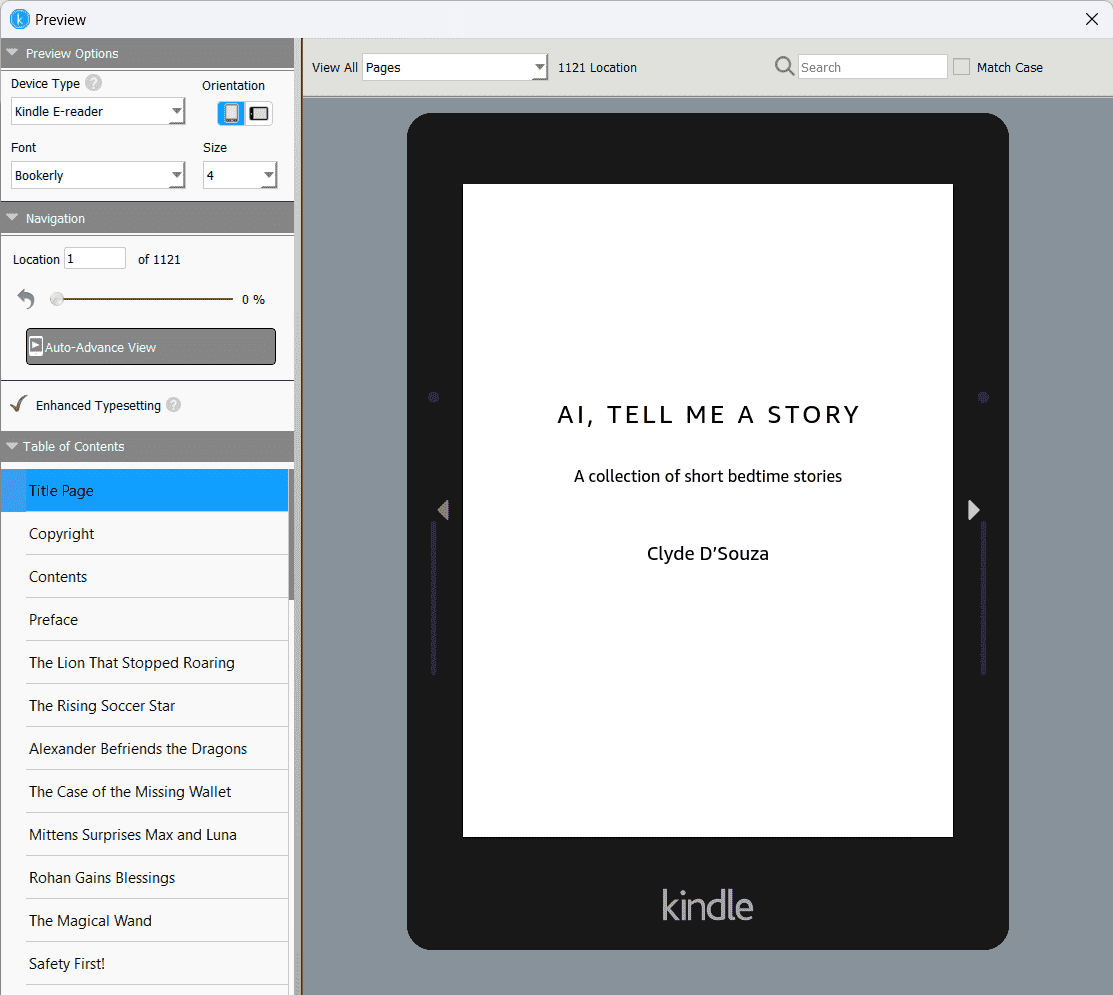 Preview
Preview Options
Device Type ?
Orientation
Kindle E-reader
Font
Size
Bookerly
4
Navigation
Location 1 of 1121
0 %
Auto-Advance View
Enhanced Typesetting ?
Table of Contents
Title Page
Copyright
Contents
Preface
The Lion That Stopped Roaring
The Rising Soccer Star
Alexander Befriends the Dragons
The Case of the Missing Wallet
Mittens Surprises Max and Luna
Rohan Gains Blessings
The Magical Wand
Safety First!
View All Pages 1121 Location
Search
Match Case
AI, TELL ME A STORY
A collection of short bedtime stories
Clyde D’Souza
kindle